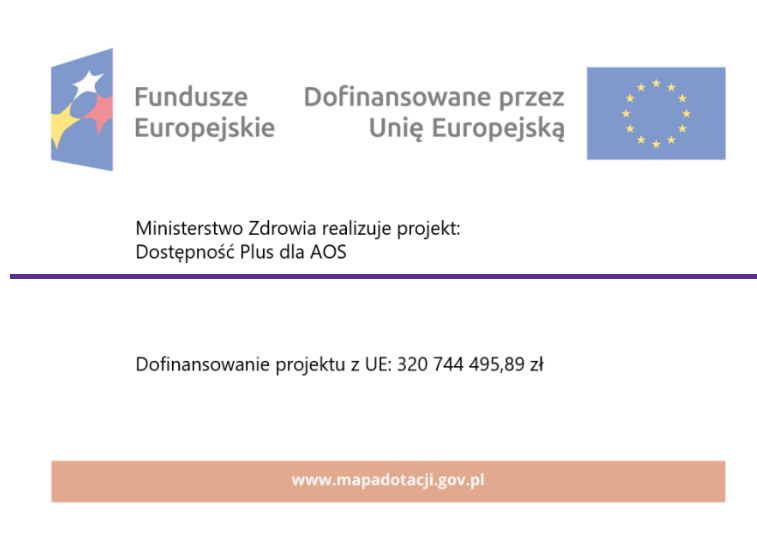 Fundusze
Europejskie
Dofinansowane przez
Unię Europejską
Ministerstwo Zdrowia realizuje projekt:
Dostępność Plus dla AOS
Dofinansowanie projektu z UE: 320 744 495,89 zł
www.mapadotacji.gov.pl